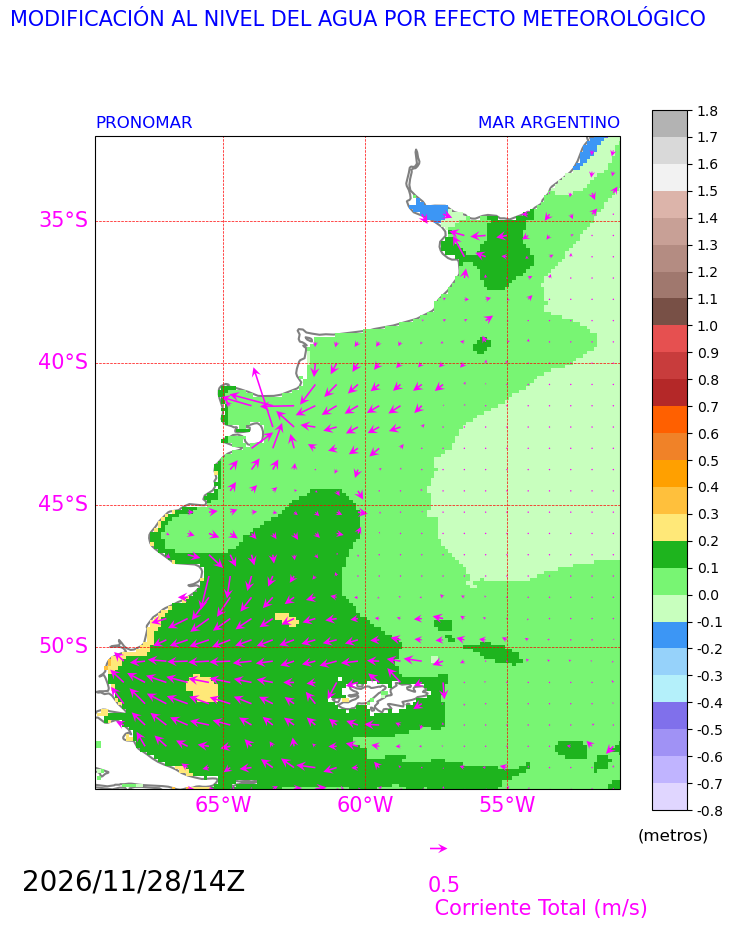 MODIFICACIÓN AL NIVEL DEL AGUA POR EFECTO METEOROLÓGICO
PRONOMAR MAR ARGENTINO
35°S
40°S
45°S
50°S
65°W 60°W 55°W
1.8
1.7
1.6
1.5
1.4
1.3
1.2
1.1
1.0
0.9
0.8
0.7
0.6
0.5
0.4
0.3
0.2
0.1
0.0
-0.1
-0.2
-0.3
-0.4
-0.5
-0.6
-0.7
-0.8
(metros)
2026/11/28/14Z
0.5
Corriente Total (m/s)